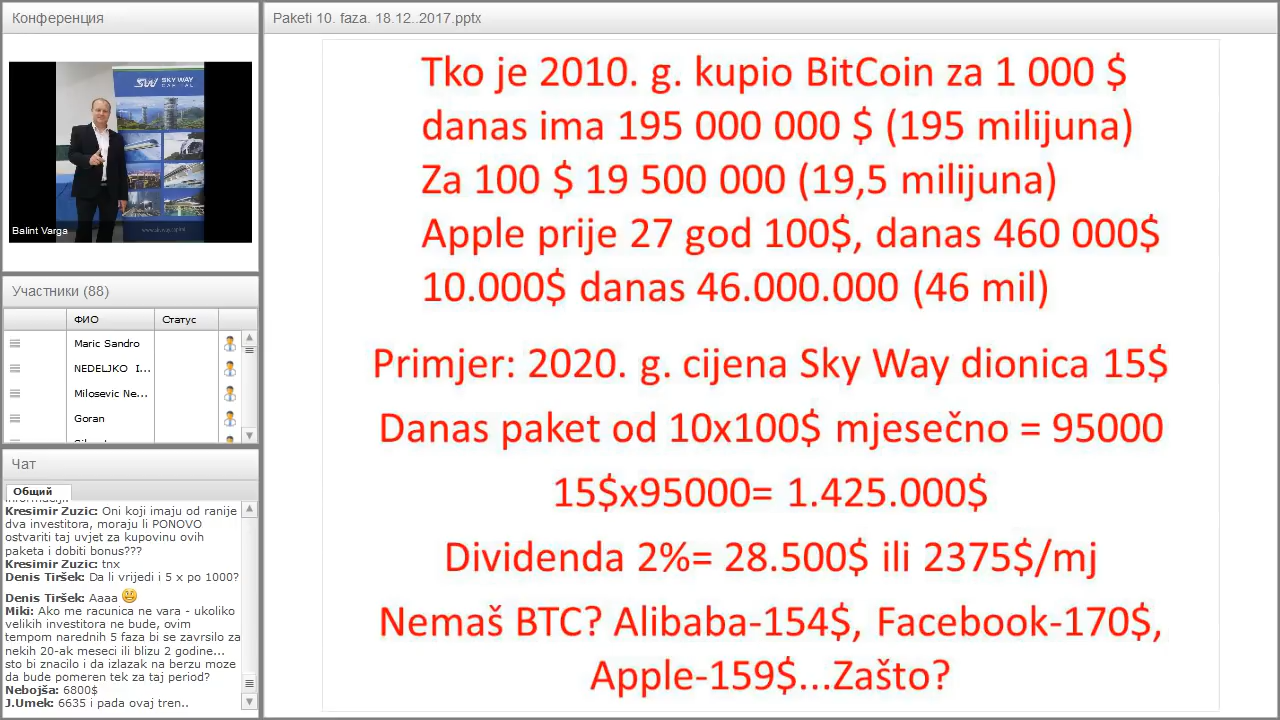 Конференция
SKY WAY
CAPITAL
Balint Varga
Участники (88)
ФИО
Статус
Maric Sandro
NEDELJKO I...
Milosevic Ne...
Goran
Чат
Общий
Kresimir Zuzic: Oni koji imaju od ranije
dva investitora, moraju li PONOVO
ostvariti taj uvjet za kupovinu ovih
paketa i dobiti bonus???
Kresimir Zuzic: tnx
Denis Tiršek: Da li vrijedi i 5 x po 1000?
Denis Tiršek: Aaaa
Miki: Ako me racunica ne vara - ukoliko
velikih investitora ne bude, ovim
tempom narednih 5 faza bi se zavrsilo za
nekih 20-ak meseci ili blizu 2 godine...
sto bi znacilo i da izlazak na berzu moze
da bude pomeren tek za taj period?
Nebojša: 6800$
J.Umek: 6635 i pada ovaj tren..
Paketi 10. faza. 18.12..2017.pptx
Tko je 2010. g. kupio BitCoin za 1 000 $
danas ima 195 000 000 $ (195 milijuna)
Za 100 $ 19 500 000 (19,5 milijuna)
Apple prije 27 god 100$, danas 460 000$
10.000$ danas 46.000.000 (46 mil)
Primjer: 2020. g. cijena Sky Way dionica 15$
Danas paket od 10x100$ mjesečno = 95000
15$x95000= 1.425.000$
Dividenda 2%= 28.500$ ili 2375$/mj
Nemaš BTC? Alibaba-154$, Facebook-170$,
Apple-159$...Zašto?